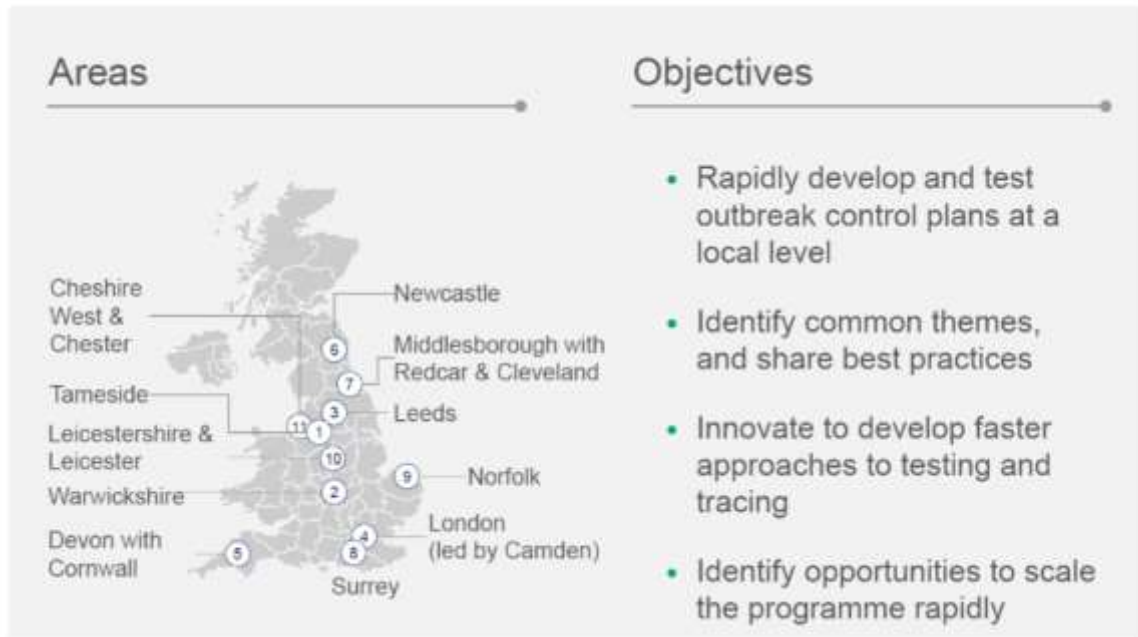 Areas
Objectives
Cheshire
West &
Chester
Tameside
Leicestershire &
Leicester
Warwickshire
Devon with
Cornwall
Newcastle
Middlesborough with
Redcar & Cleveland
Leeds
Norfolk
London
(led by Camden)
Surrey
6
7
3
11
1
10
9
2
4
5
8
• Rapidly develop and test
outbreak control plans at a
local level
• Identify common themes,
and share best practices
• Innovate to develop faster
approaches to testing and
tracing
• Identify opportunities to scale
the programme rapidly